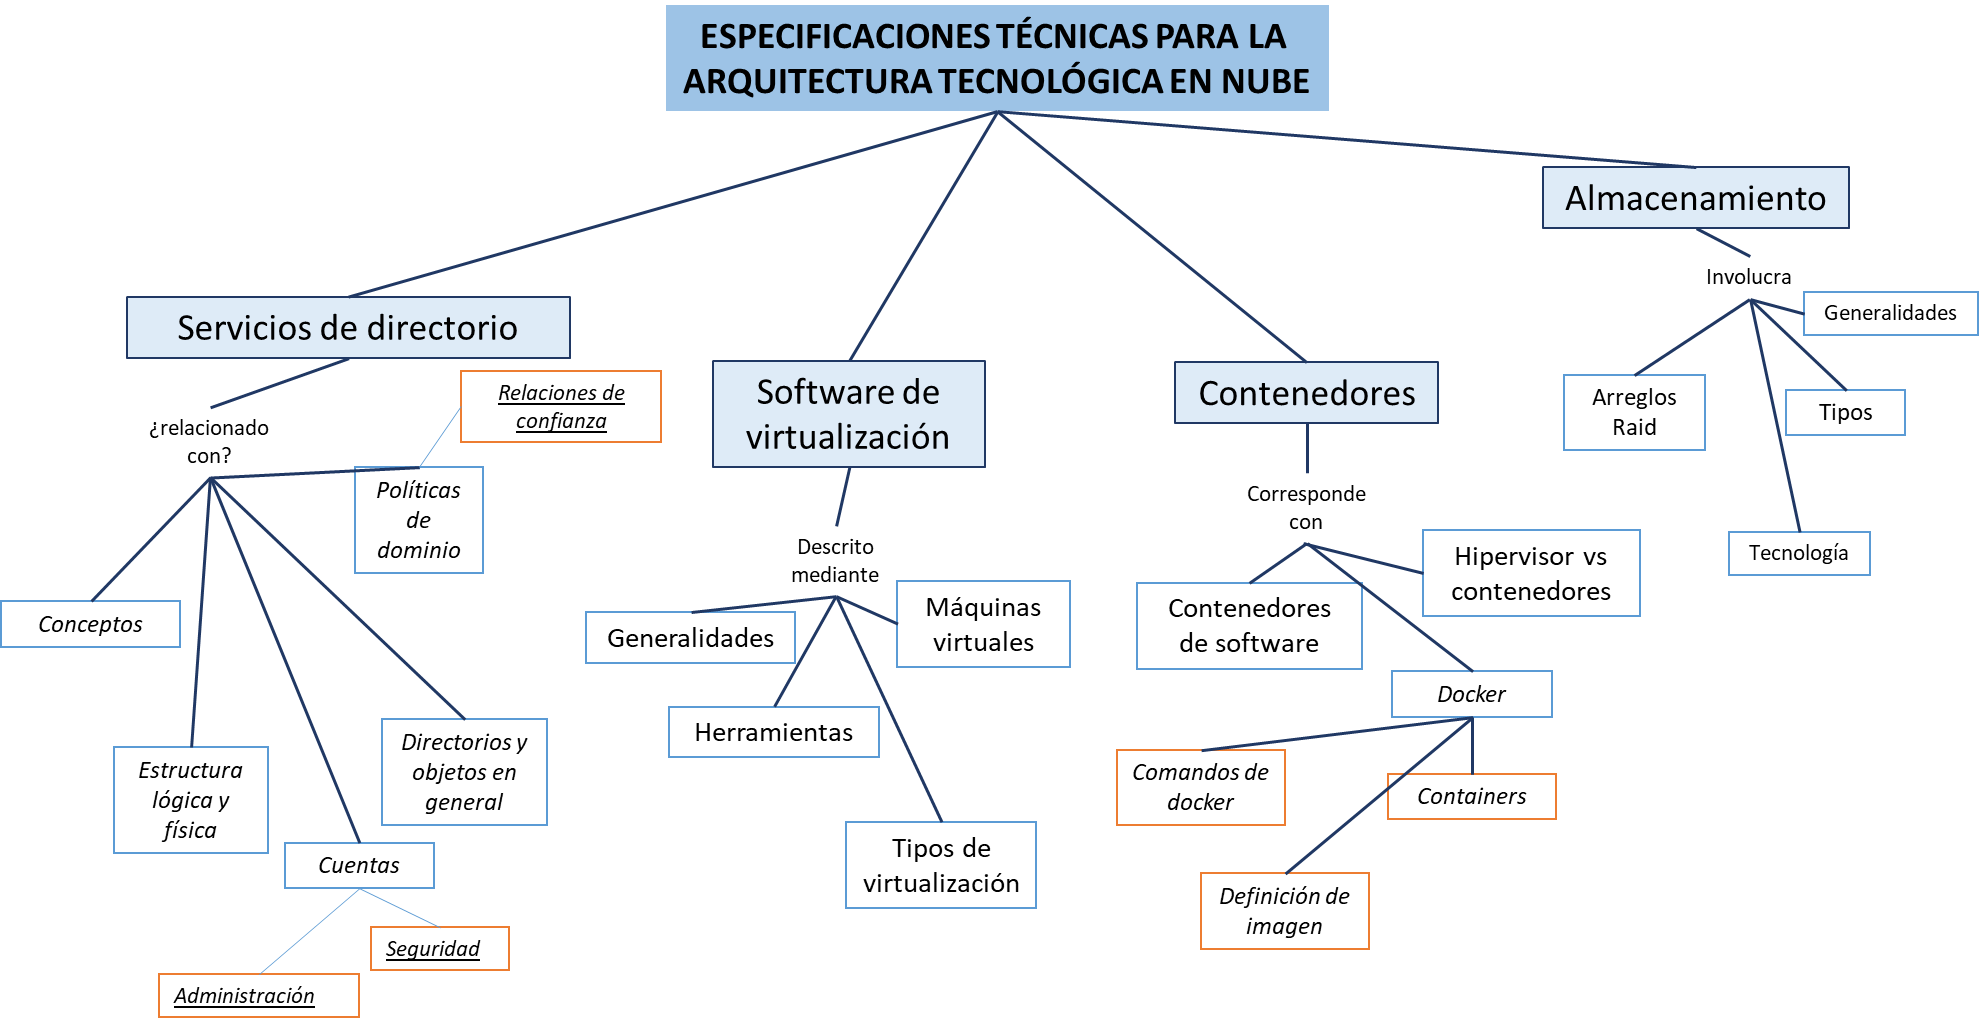 ESPECIFICACIONES TÉCNICAS PARA LA
ARQUITECTURA TECNOLÓGICA EN NUBE
Servicios de directorio
¿relacionado
con?
Relaciones de
confianza
Políticas
de
dominio
Conceptos
Estructura
lógica y
física
Directorios y
objetos en
general
Cuentas
Seguridad
Administración
Software de
virtualización
Descrito
mediante
Generalidades
Máquinas
virtuales
Herramientas
Tipos de
virtualización
Contenedores
Corresponde
con
Contenedores
de software
Hipervisor vs
contenedores
Docker
Comandos de
docker
Containers
Definición de
imagen
Almacenamiento
Involucra
Generalidades
Arreglos
Raid
Tipos
Tecnología